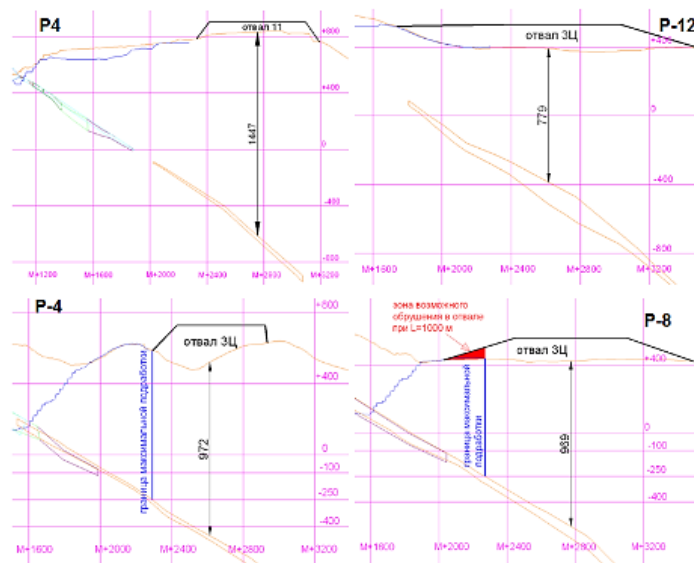 P4
отвал 11
+800
+400
1447
0
-400
-800
M+1200
M+1600
M+2000
M+2400
M+2800
M+3200
P-12
отвал 3Ц
+400
0
779
-400
-800
M+1600
M+2000
M+2400
M+2800
M+3200
P-4
отвал 3Ц
+800
+400
граница максимальной подработки
972
0
-100
-250
-400
M+1600
M+2000
M+2400
M+2800
M+3200
зона возможного
обрушения в отвале
при L=1000 м
P-8
отвал 3Ц
+400
граница максимальной
подработки
969
0
-100
-250
-400
M+1600
M+2000
M+2400
M+2800
M+3200